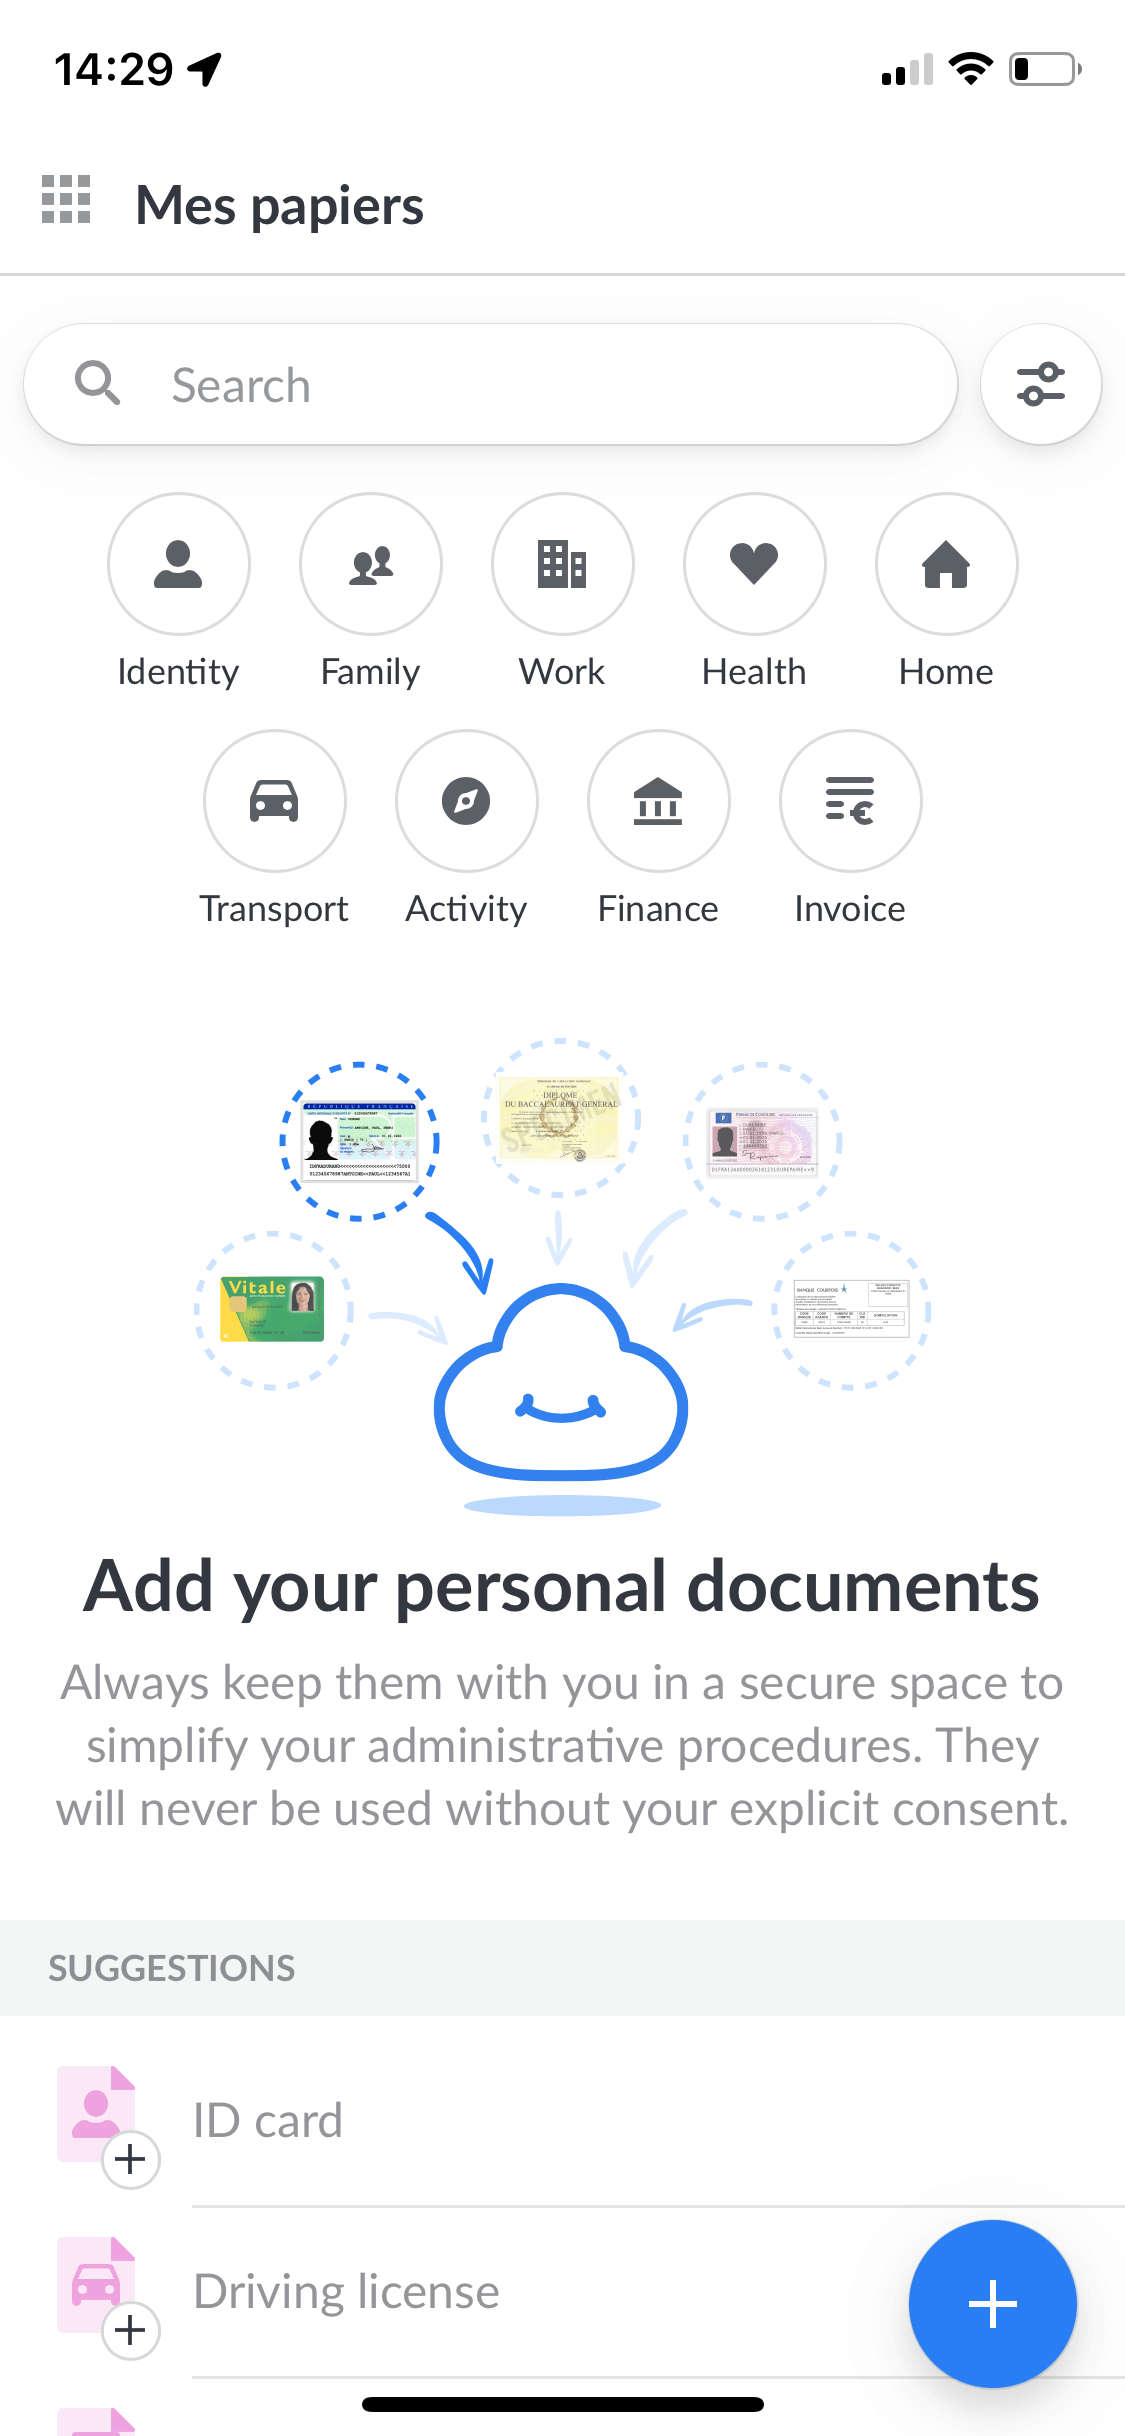 14:29
Mes papiers
Search
Identity Family Work Health Home
Transport Activity Finance Invoice
DIPLOME
DU BACCALAUREAT GENERAL
Vitale
BANQUE COURTOIS
Add your personal documents
Always keep them with you in a secure space to
simplify your administrative procedures. They
will never be used without your explicit consent.
SUGGESTIONS
ID card
Driving license